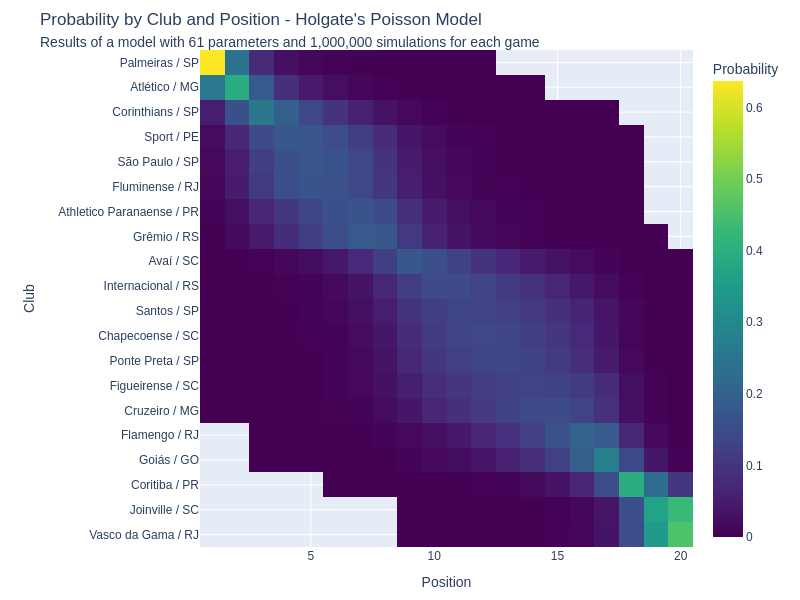 Probability by Club and Position - Holgate's Poisson Model
Results of a model with 61 parameters and 1,000,000 simulations for each game
Probability
Palmeiras / SP
Atlético / MG
Corinthians / SP
Sport / PE
São Paulo / SP
Fluminense / RJ
Athletico Paranaense / PR
Grêmio / RS
Avaí / SC
Internacional / RS
Santos / SP
Chapecoense / SC
Ponte Preta / SP
Figueirense / SC
Cruzeiro / MG
Flamengo / RJ
Goiás / GO
Coritiba / PR
Joinville / SC
Vasco da Gama / RJ
Club
5
10
15
20
Position
0.6
0.5
0.4
0.3
0.2
0.1
0